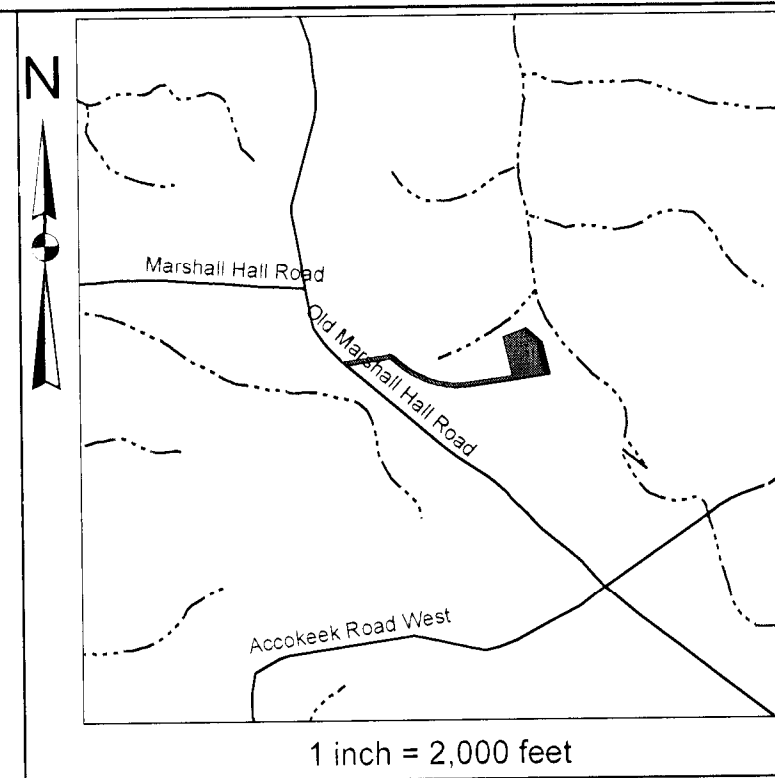 N
Marshall Hall Road
Old Marshall Hall Road
Accokeek Road West
1 inch = 2,000 feet